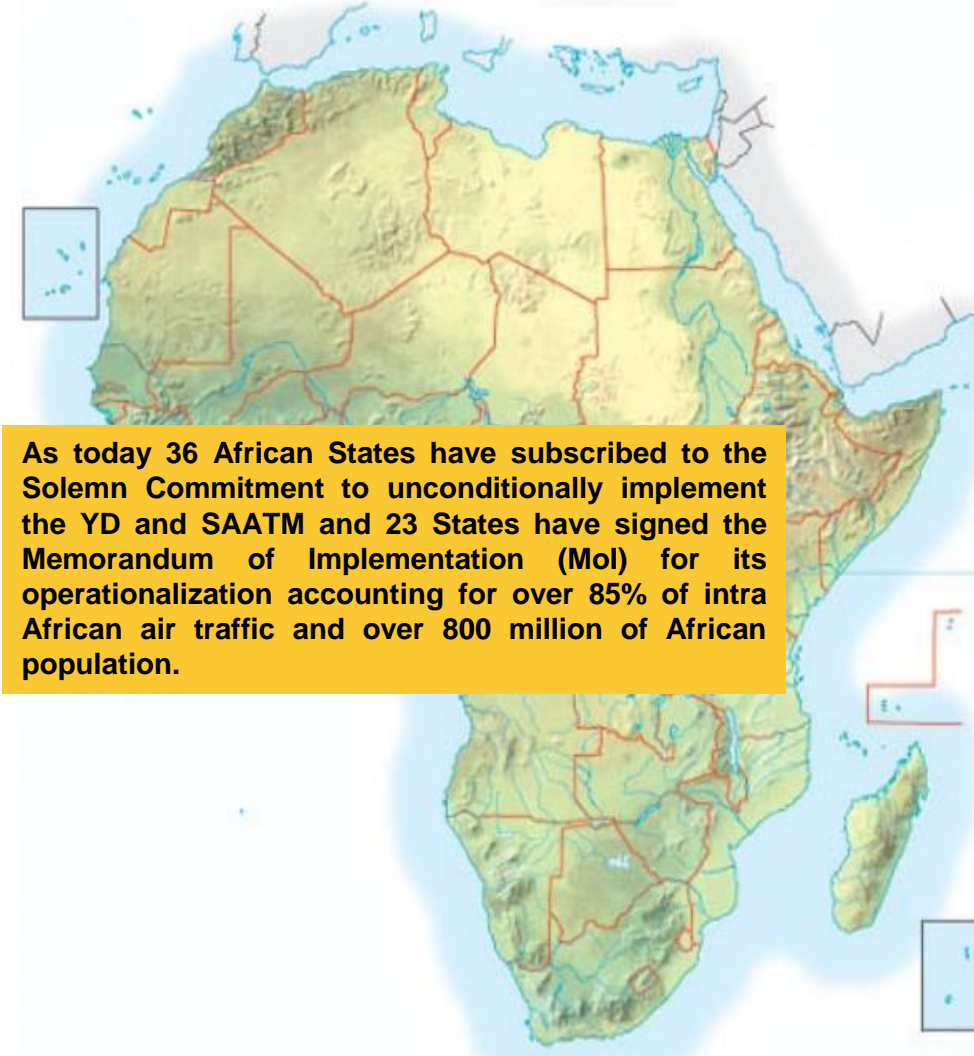 As today 36 African States have subscribed to the
Solemn Commitment to unconditionally implement
the YD and SAATM and 23 States have signed the
Memorandum of Implementation (MoI) for its
operationalization accounting for over 85% of intra
African air traffic and over 800 million of African
population.